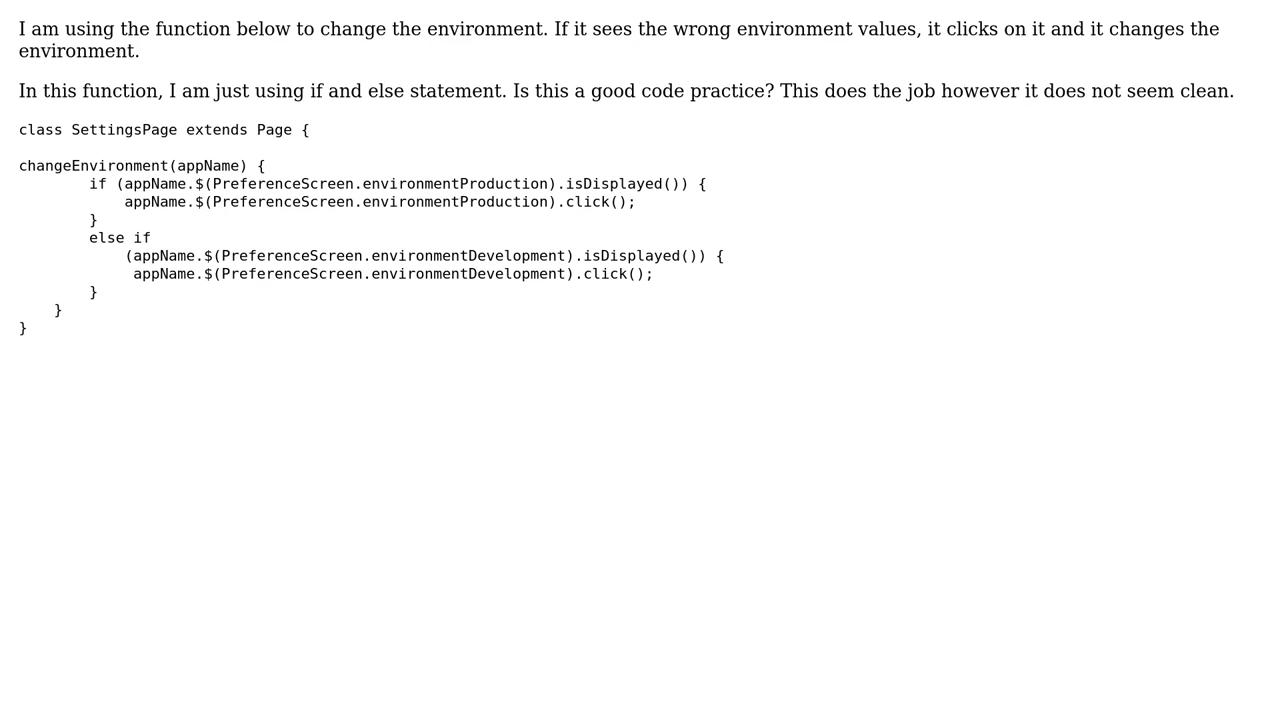 I am using the function below to change the environment. If it sees the wrong environment values, it clicks on it and it changes the
environment.
In this function, I am just using if and else statement. Is this a good code practice? This does the job however it does not seem clean.
class SettingsPage extends Page {
changeEnvironment(appName) {
        if (appName.$(PreferenceScreen.environmentProduction).isDisplayed()) {
            appName.$(PreferenceScreen.environmentProduction).click();
        }
        else if
            (appName.$(PreferenceScreen.environmentDevelopment).isDisplayed()) {
             appName.$(PreferenceScreen.environmentDevelopment).click();
        }
    }
}